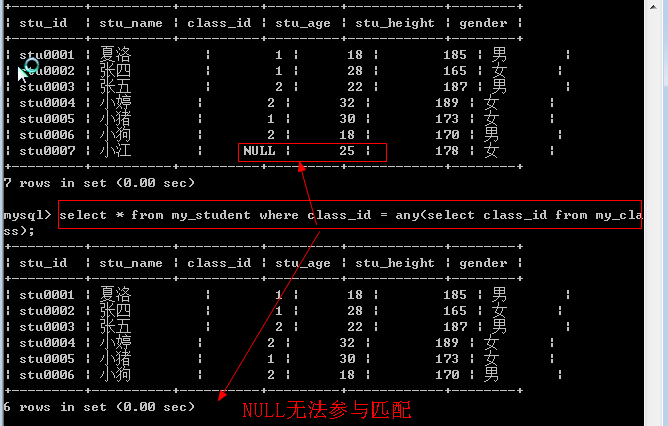 | stu_id | stu_name | class_id | stu_age | stu_height | gender |
| stu0001 | 夏洛 | 1 | 18 | 185 | 男 |
| stu0002 | 张四 | 1 | 28 | 165 | 女 |
| stu0003 | 张五 | 2 | 22 | 187 | 男 |
| stu0004 | 小婷 | 2 | 32 | 189 | 女 |
| stu0005 | 小猪 | 1 | 30 | 173 | 女 |
| stu0006 | 小狗 | 2 | 18 | 170 | 男 |
| stu0007 | 小江 | NULL | 25 | 178 | 女 |
7 rows in set (0.00 sec)
mysql> select * from my_student where class_id = any(select class_id from my_cla
ss);
| stu_id | stu_name | class_id | stu_age | stu_height | gender |
| stu0001 | 夏洛 | 1 | 18 | 185 | 男 |
| stu0002 | 张四 | 1 | 28 | 165 | 女 |
| stu0003 | 张五 | 2 | 22 | 187 | 男 |
| stu0004 | 小婷 | 2 | 32 | 189 | 女 |
| stu0005 | 小猪 | 1 | 30 | 173 | 女 |
| stu0006 | 小狗 | 2 | 18 | 170 | 男 |
6 rows in set (0.00 sec)
NULL无法参与匹配